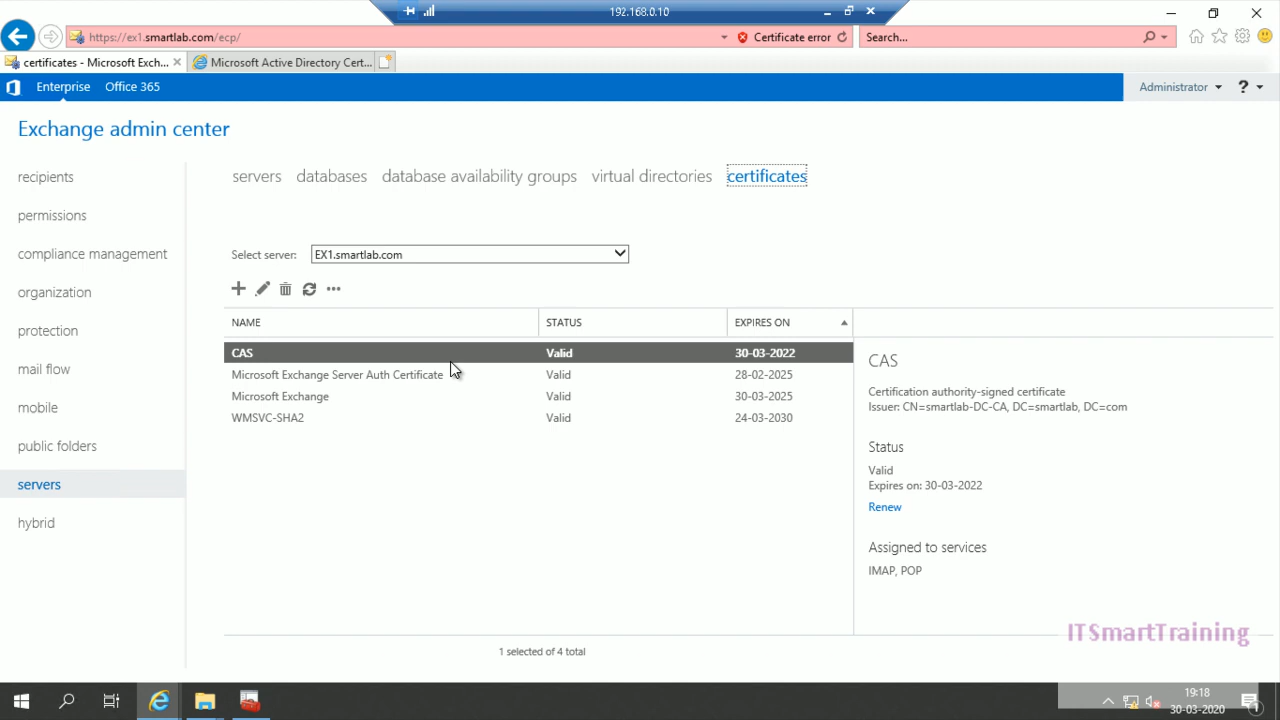 192.168.0.10
https://ex1.smartlab.com/ecp/
Certificate error
Search...
certificates - Microsoft Exch...
Microsoft Active Directory Cert...
Enterprise
Office 365
Administrator
?
Exchange admin center
recipients
permissions
compliance management
organization
protection
mail flow
mobile
public folders
servers
hybrid
servers databases database availability groups virtual directories certificates
Select server: EX1.smartlab.com
NAME STATUS EXPIRES ON
CAS Valid 30-03-2022
Microsoft Exchange Server Auth Certificate Valid 28-02-2025
Microsoft Exchange Valid 30-03-2025
WMSVC-SHA2 Valid 24-03-2030
1 selected of 4 total
CAS
Certification authority-signed certificate
Issuer: CN=smartlab-DC-CA, DC=smartlab, DC=com
Status
Valid
Expires on: 30-03-2022
Renew
Assigned to services
IMAP, POP
ITSmartTraining
19:18
30-03-2020
1